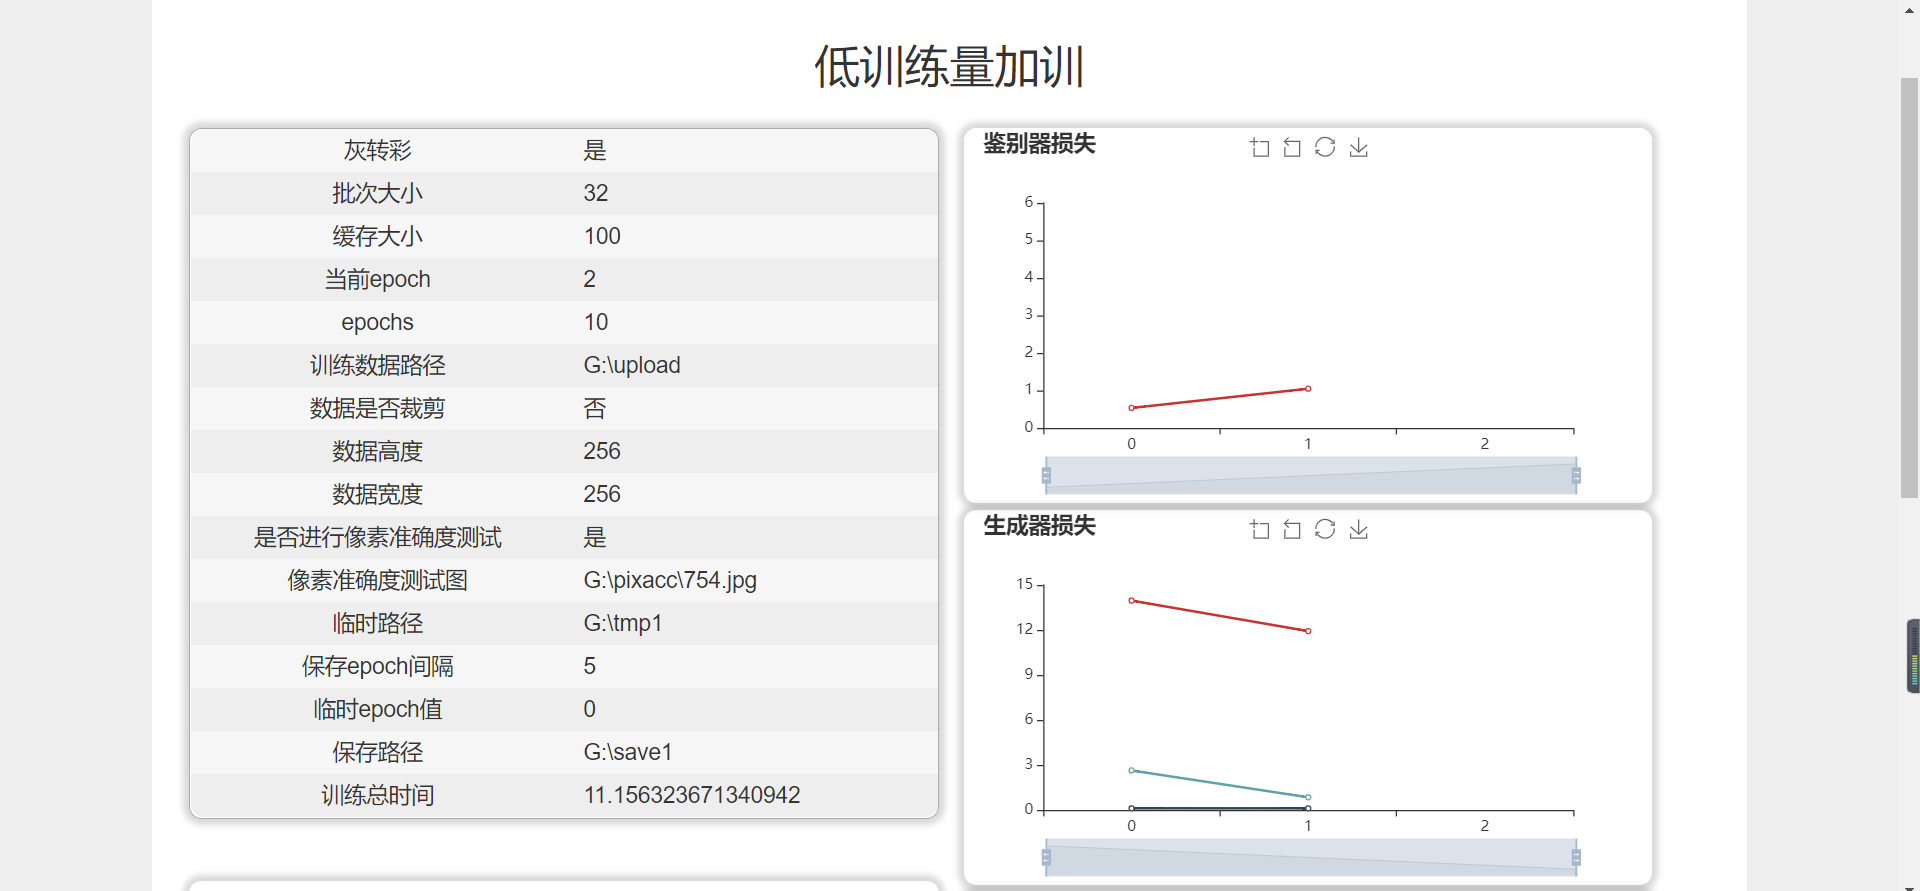 低训练量加训
灰转彩 是
批次大小 32
缓存大小 100
当前epoch 2
epochs 10
训练数据路径 G:\upload
数据是否裁剪 否
数据高度 256
数据宽度 256
是否进行像素准确度测试 是
像素准确度测试图 G:\pixacc\754.jpg
临时路径 G:\tmp1
保存epoch间隔 5
临时epoch值 0
保存路径 G:\save1
训练总时间 11.156323671340942
鉴别器损失
6
5
4
3
2
1
0
0 1 2
生成器损失
15
12
9
6
3
0
0 1 2